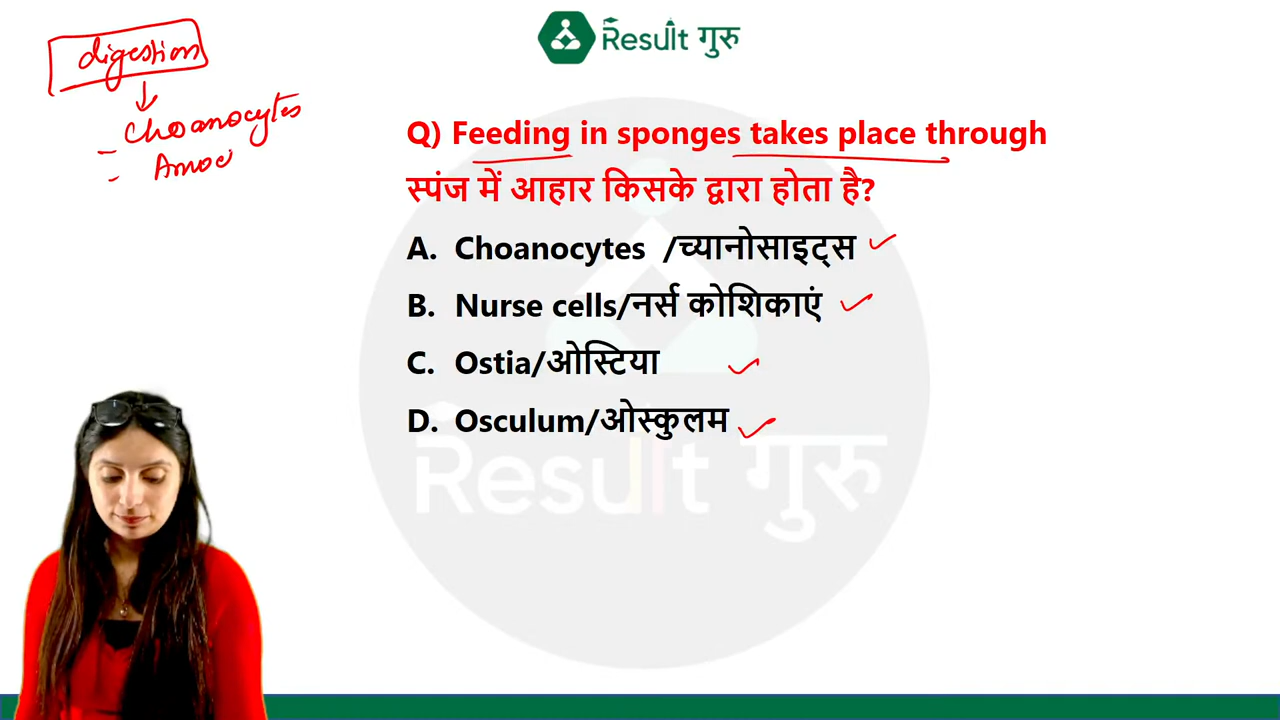 Result गुरु
digestion
- Choanocytes
- Amoe
Q) Feeding in sponges takes place through
स्पंज में आहार किसके द्वारा होता है?
A. Choanocytes /च्यानोसाइट्स
B. Nurse cells/नर्स कोशिकाएं
C. Ostia/ओस्टिया
D. Osculum/ओस्कुलम
Result गुरु